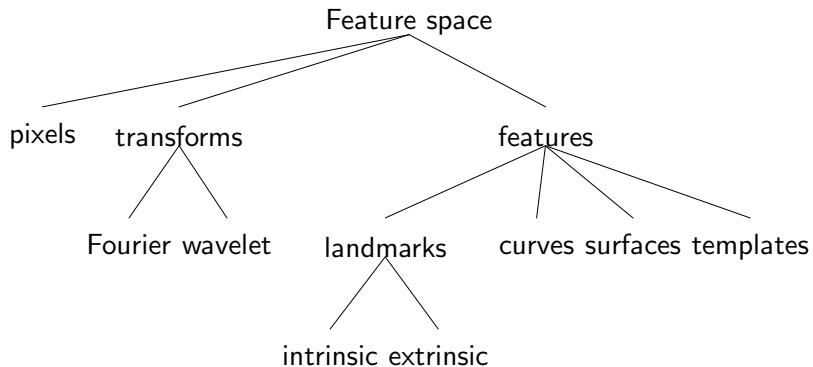 Feature space
pixels transforms features
Fourier wavelet landmarks curves surfaces templates
intrinsic extrinsic